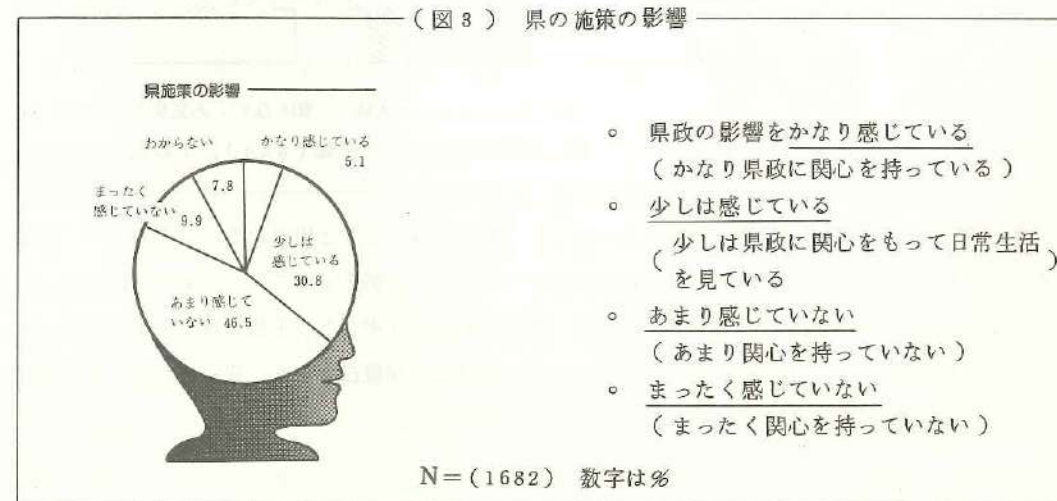 (図3) 県の施策の影響
県施策の影響
わからない
7.8
かなり感じている
5.1
まったく
感じていない
9.9
少しは
感じている
30.8
あまり感じて
いない 46.5
。 県政の影響をかなり感じている
(かなり県政に関心を持っている)
。 少しは感じている
(少しは県政に関心をもって日常生活
を見ている)
。 あまり感じていない
(あまり関心を持っていない)
。 まったく感じていない
(まったく関心を持っていない)
N=(1682) 数字は%